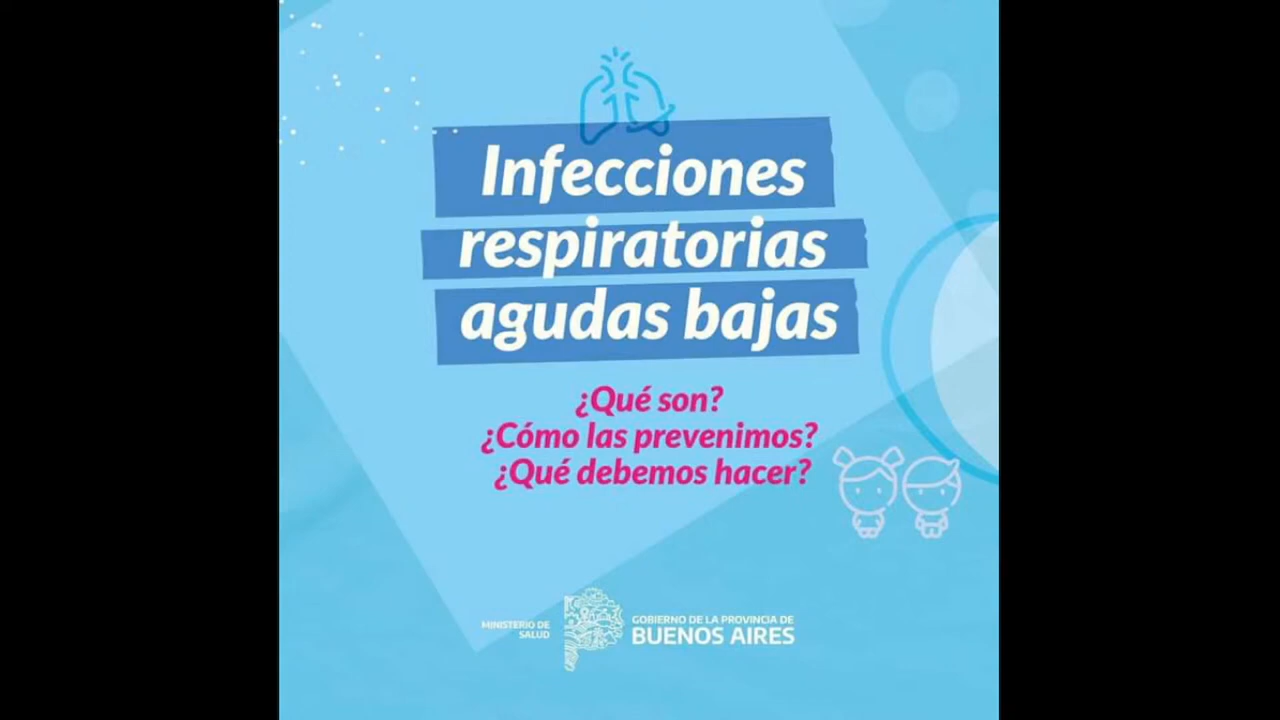 Infecciones
respiratorias
agudas bajas
¿Qué son?
¿Cómo las prevenimos?
¿Qué debemos hacer?
MINISTERIO DE
SALUD
GOBIERNO DE LA PROVINCIA DE
BUENOS AIRES